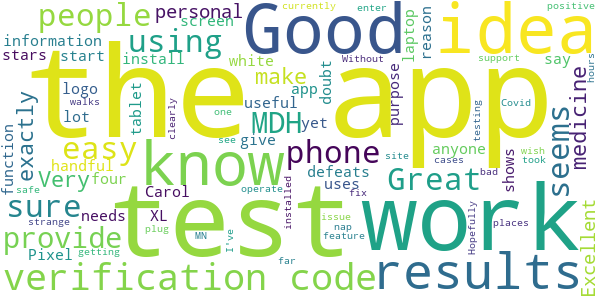 people
personal
currently
enter
Good
idea
positive
screen
laptop
information
using
reason
stars
start
install
white
say
support
the app
logo
walks
make
app
doubt
Without
Covid
hours
lot
tablet
useful
purpose
medicine
clearly
one
yet
testing
exactly
function
easy
MDH
see
give
phone
site
anyone
seems
know
handful
work
cases
bad
wish
took
Very
four
defeats
shows
safe
Carol
uses
Great
test
sure
needs
XL
operate
fix
installed
Hopefully
places
strange
issue
nap
feature
provide
Pixel
plug
MN
I've
results
Excellent
verification code
getting
far